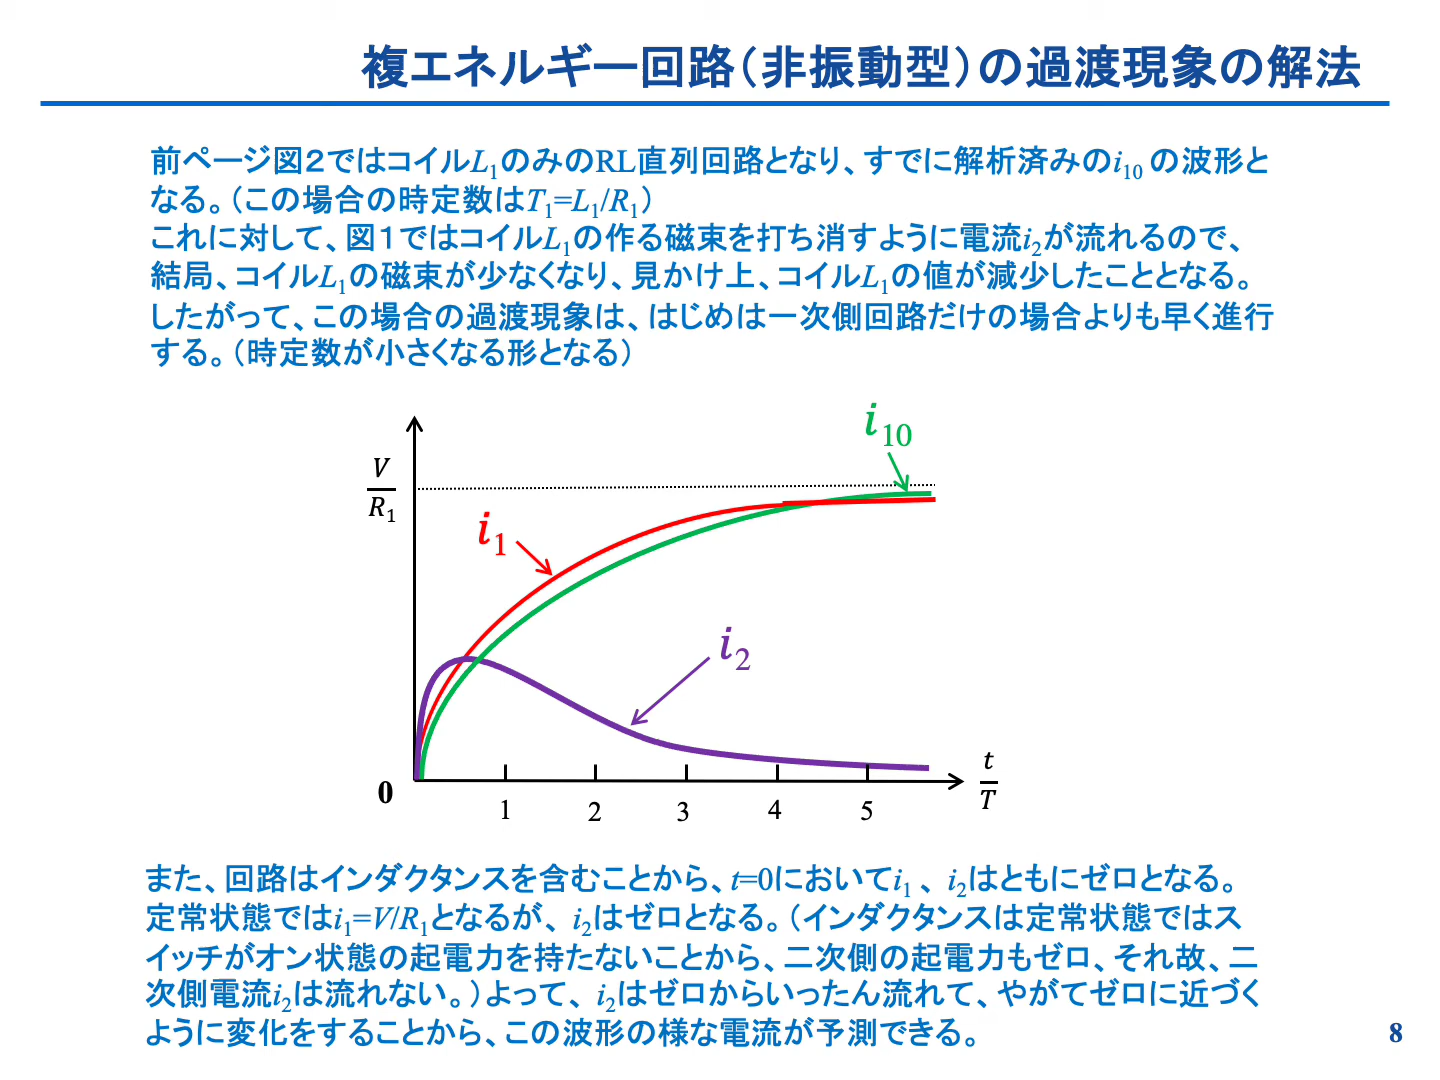 複エネルギー回路（非振動型）の過渡現象の解法
前ページ図２ではコイルL1のみのRL直列回路となり、すでに解析済みのi10 の波形と
なる。（この場合の時定数はT1=L1/R1）
これに対して、図１ではコイルL1の作る磁束を打ち消すように電流i2が流れるので、
結局、コイルL1の磁束が少なくなり、見かけ上、コイルL1の値が減少したこととなる。
したがって、この場合の過渡現象は、はじめは一次側回路だけの場合よりも早く進行
する。（時定数が小さくなる形となる）
i10
V
R1
i1
i2
t
T
0
1 2 3 4 5
また、回路はインダクタンスを含むことから、t=0においてi1 、 i2はともにゼロとなる。
定常状態ではi1=V/R1となるが、 i2はゼロとなる。（インダクタンスは定常状態ではス
イッチがオン状態の起電力を持たないことから、二次側の起電力もゼロ、それ故、二
次側電流i2は流れない。）よって、 i2はゼロからいったん流れて、やがてゼロに近づく
ように変化をすることから、この波形の様な電流が予測できる。
8